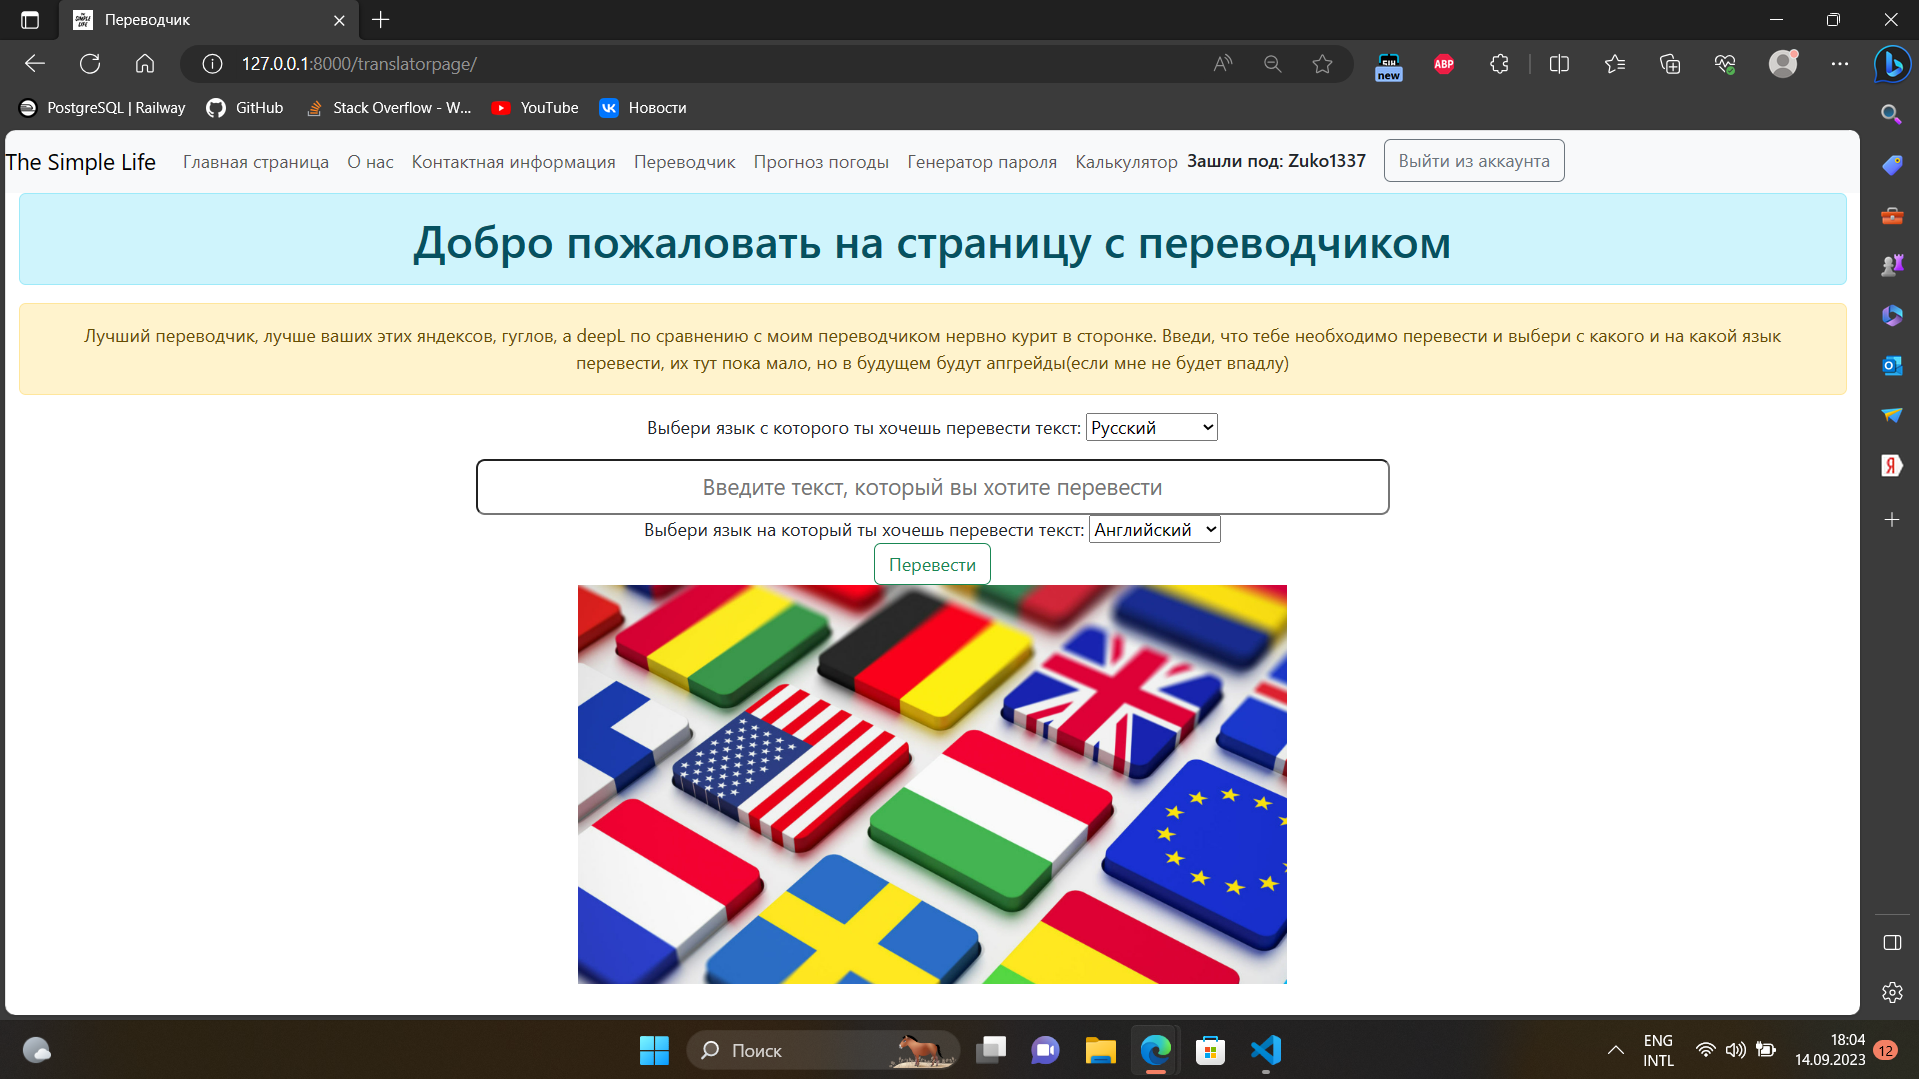 Переводчик
127.0.0.1:8000/translatorpage/
new
ABP
PostgreSQL | Railway GitHub Stack Overflow - W... YouTube Новости
The Simple Life Главная страница О нас Контактная информация Переводчик Прогноз погоды Генератор пароля Калькулятор Зашли под: Zuko1337 Выйти из аккаунта
Добро пожаловать на страницу с переводчиком
Лучший переводчик, лучше ваших этих яндексов, гуглов, а deepL по сравнению с моим переводчиком нервно курит в сторонке. Введи, что тебе необходимо перевести и выбери с какого и на какой язык
перевести, их тут пока мало, но в будущем будут апгрейды(если мне не будет впадлу)
Выбери язык с которого ты хочешь перевести текст: Русский
Введите текст, который вы хотите перевести
Выбери язык на который ты хочешь перевести текст: Английский
Перевести
Поиск
ENG
INTL
18:04
14.09.2023
12